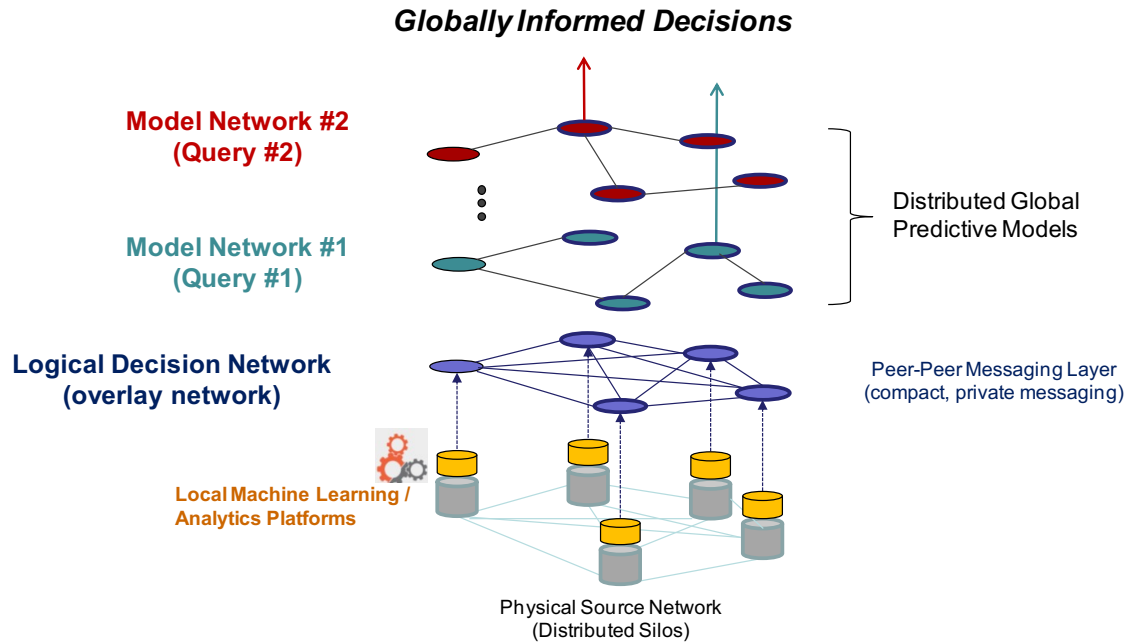 Globally Informed Decisions
Model Network #2
(Query #2)
Distributed Global
Predictive Models
Model Network #1
(Query #1)
Logical Decision Network
(overlay network)
Peer-Peer Messaging Layer
(compact, private messaging)
Local Machine Learning /
Analytics Platforms
Physical Source Network
(Distributed Silos)